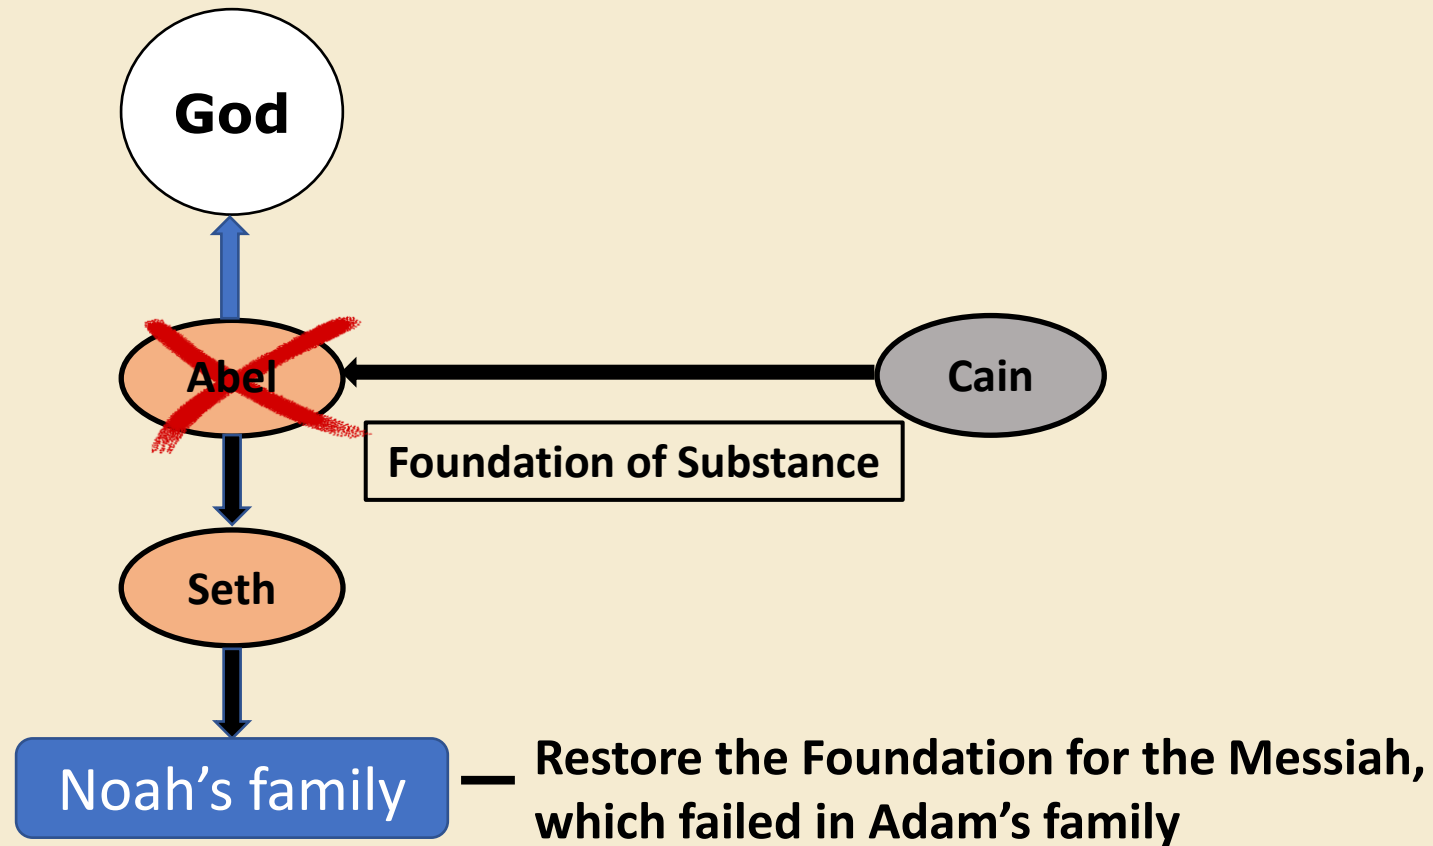 God
Abel
Cain
Foundation of Substance
Seth
Noah’s family
Restore the Foundation for the Messiah,
which failed in Adam’s family